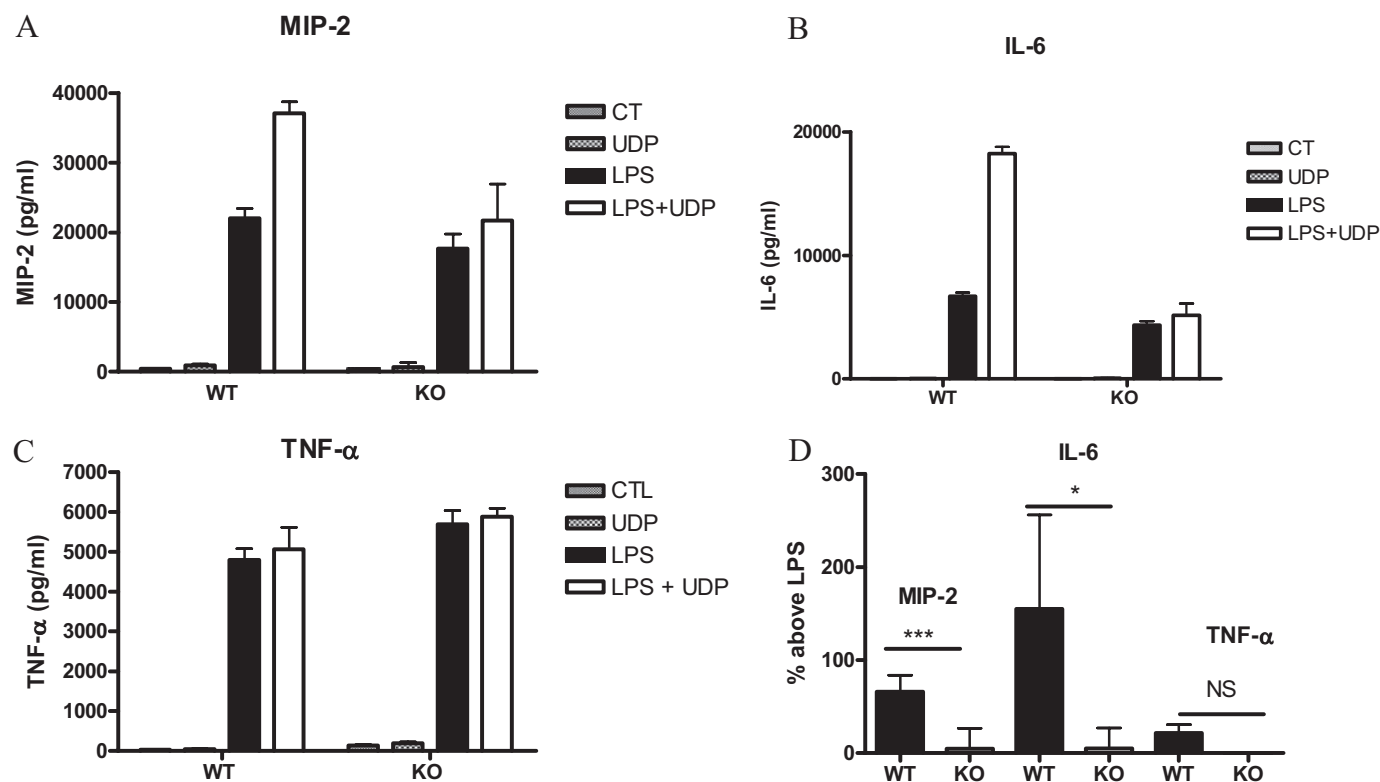 A
MIP-2
MIP-2 (pg/ml)
40000
30000
20000
10000
0
WT
KO
CT
UDP
LPS
LPS+UDP
B
IL-6
IL-6 (pg/ml)
20000
10000
0
WT
KO
CT
UDP
LPS
LPS+UDP
C
TNF-α
TNF-α (pg/ml)
7000
6000
5000
4000
3000
2000
1000
0
WT
KO
CTL
UDP
LPS
LPS + UDP
D
IL-6
% above LPS
300
200
100
0
MIP-2
***
*
TNF-α
NS
WT KO WT KO WT KO